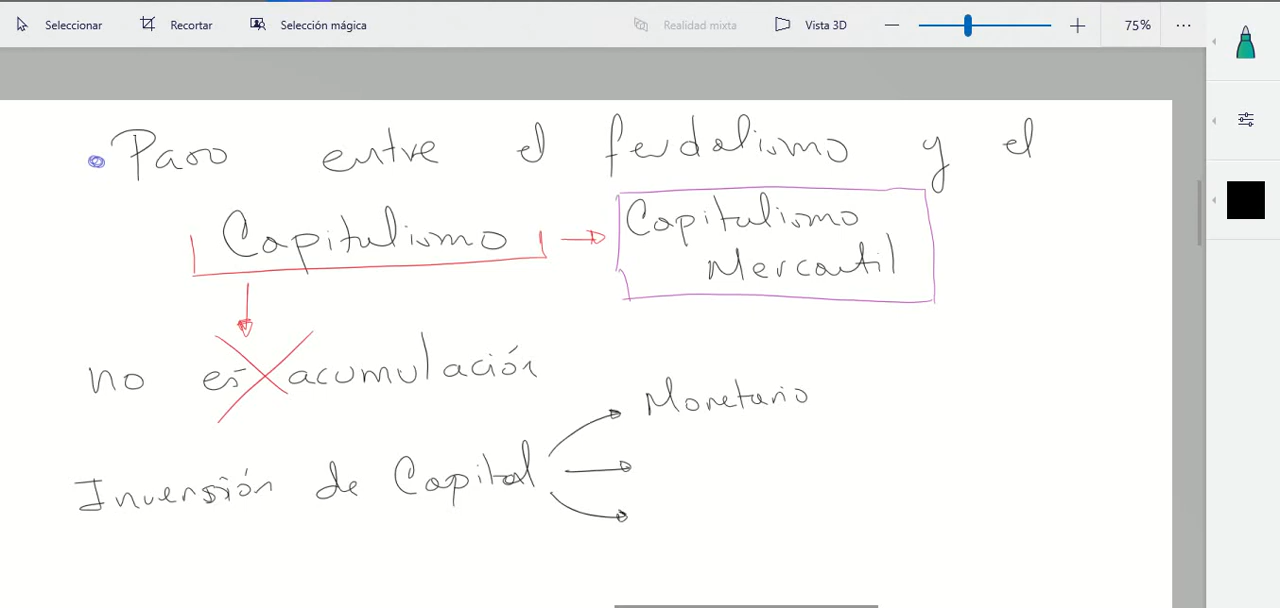 Seleccionar Recortar Selección mágica Realidad mixta Vista 3D 75%
Paso entre el feudalismo y el
Capitalismo
Capitalismo
Mercantil
no es acumulación
Monetario
Inversión de Capital